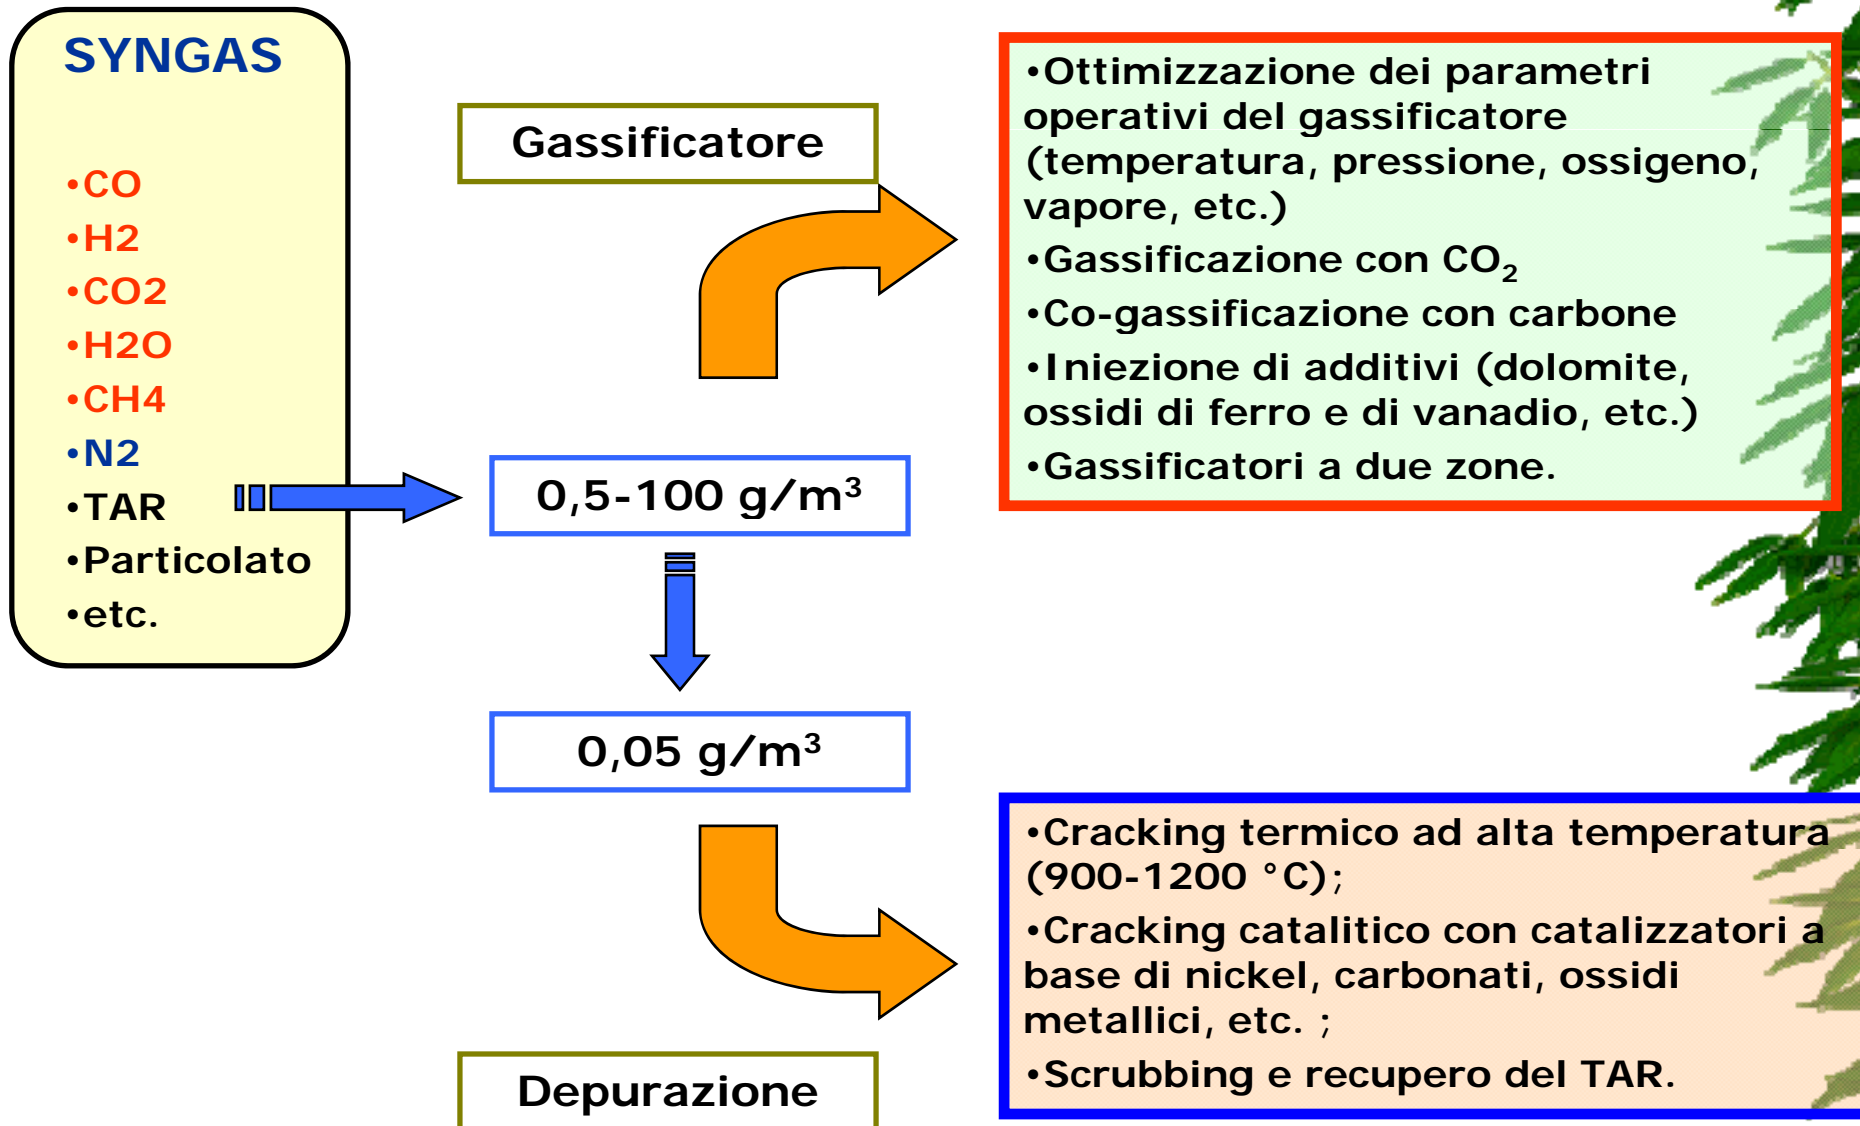 SYNGAS
•CO
•H2
•CO2
•H2O
•CH4
•N2
•TAR
•Particolato
•etc.
Gassificatore
0,5-100 g/m³
0,05 g/m³
Depurazione
•Ottimizzazione dei parametri
operativi del gassificatore
(temperatura, pressione, ossigeno,
vapore, etc.)
•Gassificazione con CO₂
•Co-gassificazione con carbone
•Iniezione di additivi (dolomite,
ossidi di ferro e di vanadio, etc.)
•Gassificatori a due zone.
•Cracking termico ad alta temperatura
(900-1200 °C);
•Cracking catalitico con catalizzatori a
base di nickel, carbonati, ossidi
metallici, etc. ;
•Scrubbing e recupero del TAR.